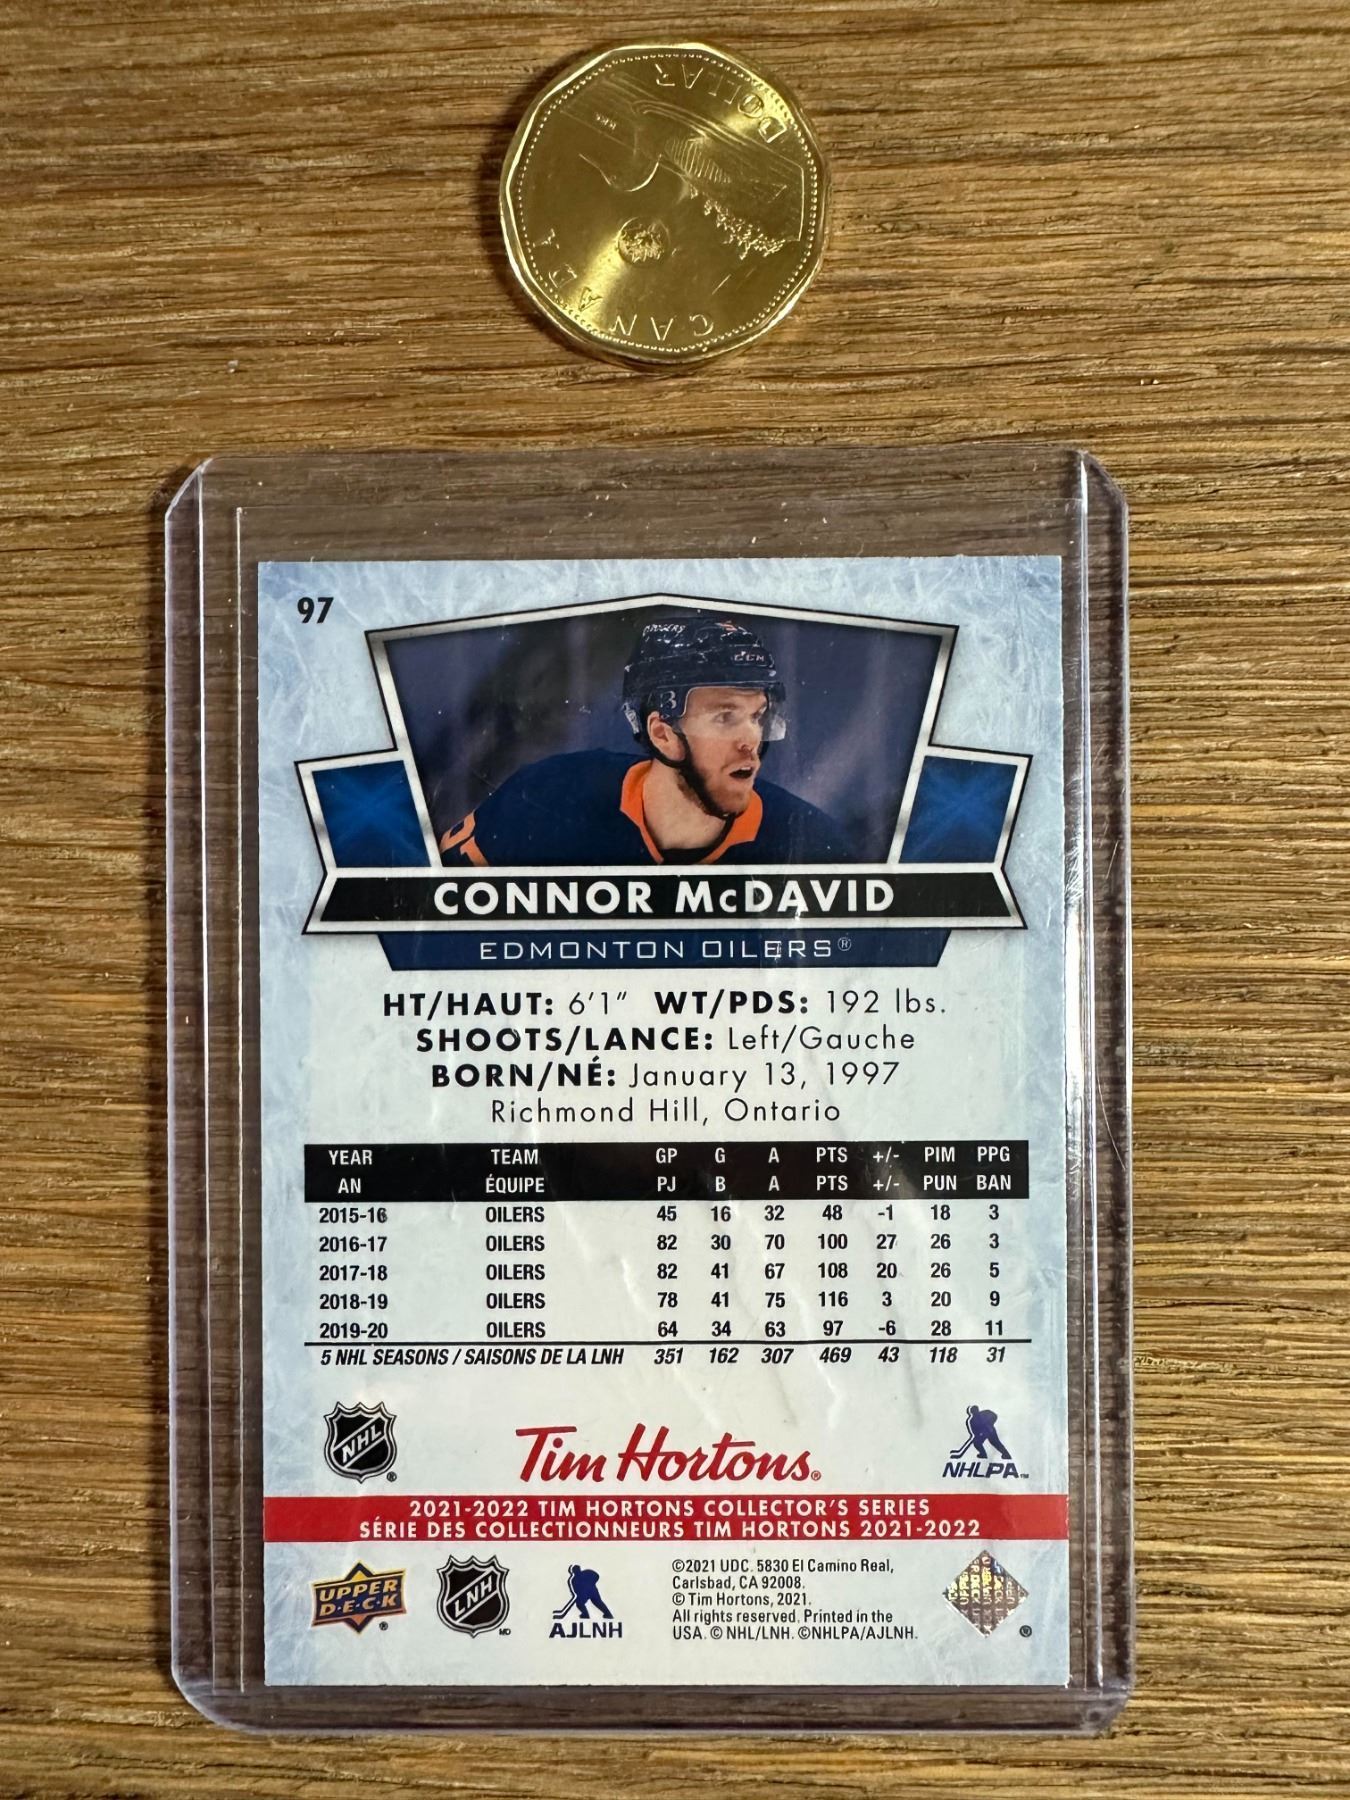 DOLLAR
CANADA
97
OILERS
CCM
CONNOR McDAVID
EDMONTON OILERS®
HT/HAUT: 6'1" WT/PDS: 192 lbs.
SHOOTS/LANCE: Left/Gauche
BORN/NÉ: January 13, 1997
Richmond Hill, Ontario
YEAR TEAM GP G A PTS +/- PIM PPG
AN ÉQUIPE PJ B A PTS +/- PUN BAN
2015-16 OILERS 45 16 32 48 -1 18 3
2016-17 OILERS 82 30 70 100 27 26 3
2017-18 OILERS 82 41 67 108 20 26 5
2018-19 OILERS 78 41 75 116 3 20 9
2019-20 OILERS 64 34 63 97 -6 28 11
5 NHL SEASONS / SAISONS DE LA LNH 351 162 307 469 43 118 31
NHL ®
Tim Hortons®
NHLPA™
2021-2022 TIM HORTONS COLLECTOR'S SERIES
SÉRIE DES COLLECTIONNEURS TIM HORTONS 2021-2022
UPPER
D·E·C·K ®
LNH MD
AJLNH
©2021 UDC. 5830 El Camino Real,
Carlsbad, CA 92008.
© Tim Hortons, 2021.
All rights reserved. Printed in the
USA. © NHL/LNH. ©NHLPA/AJLNH.
®